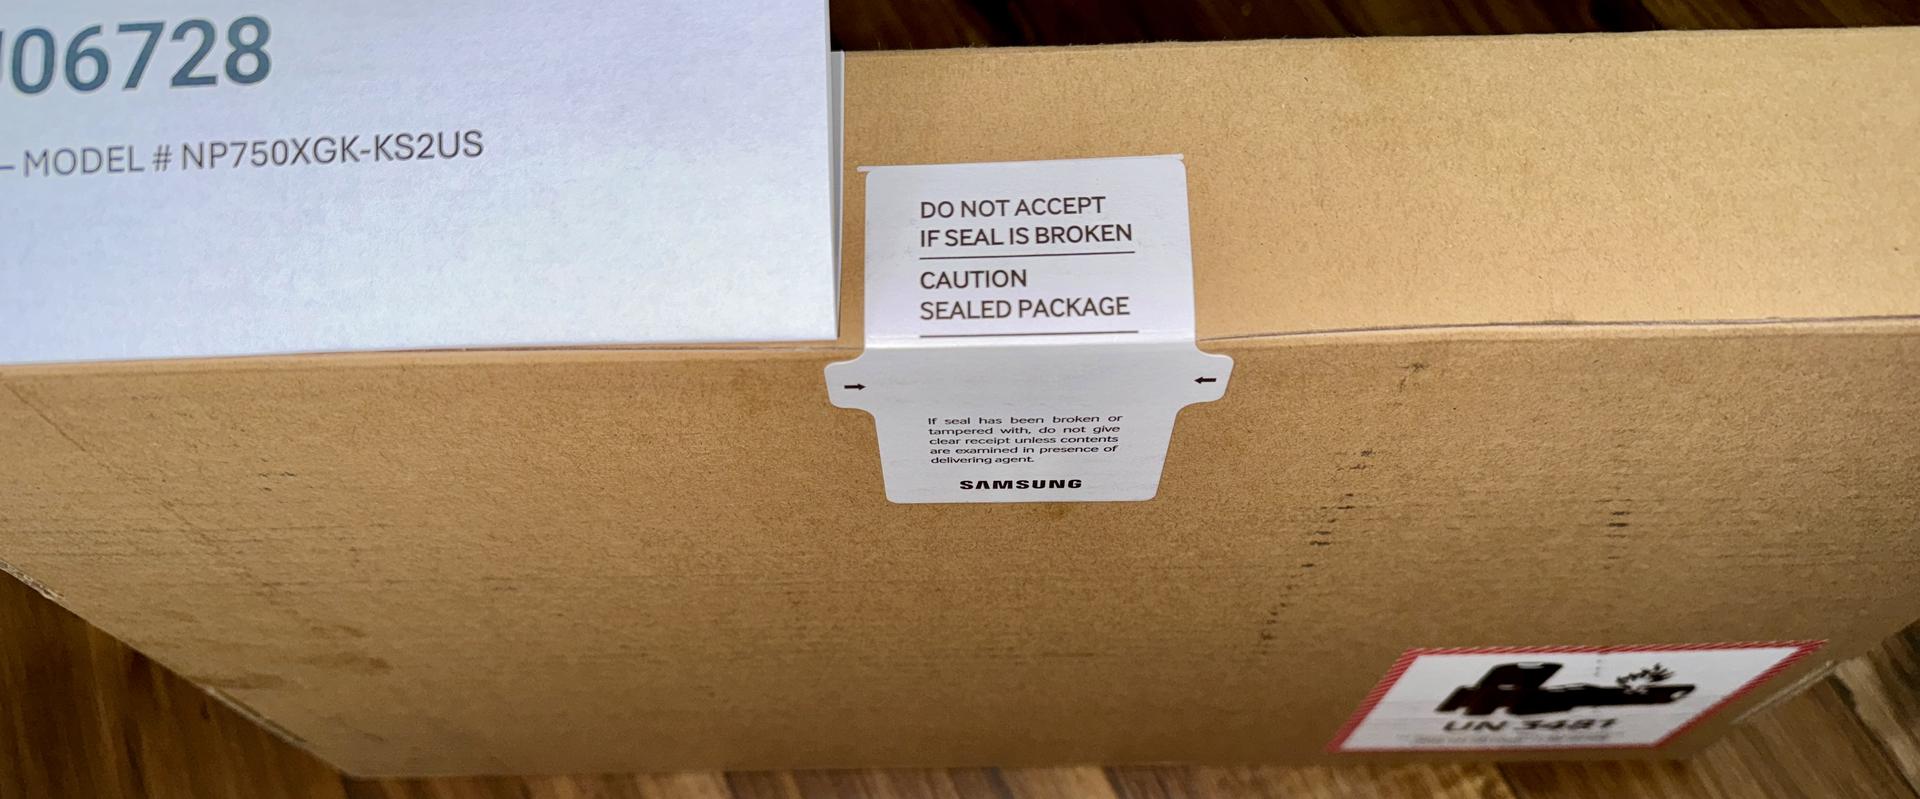 06728
– MODEL # NP750XGK-KS2US
DO NOT ACCEPT
IF SEAL IS BROKEN
CAUTION
SEALED PACKAGE
If seal has been broken or
tampered with, do not give
clear receipt unless contents
are examined in presence of
delivering agent.
SAMSUNG
UN 3481